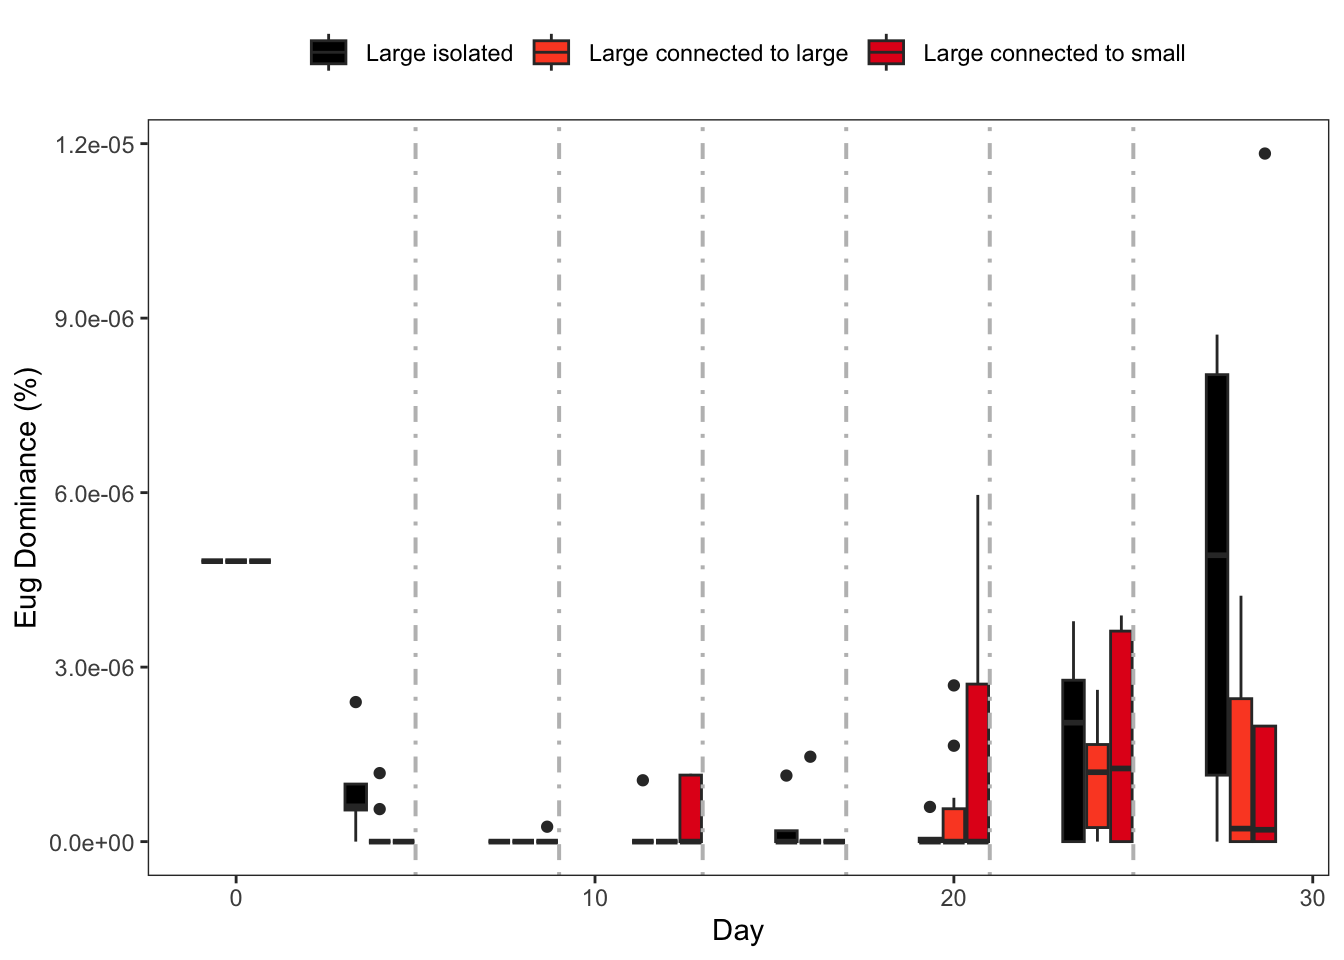 Large isolated Large connected to large Large connected to small
1.2e-05
9.0e-06
6.0e-06
3.0e-06
0.0e+00
Eug Dominance (%)
0 10 20 30
Day